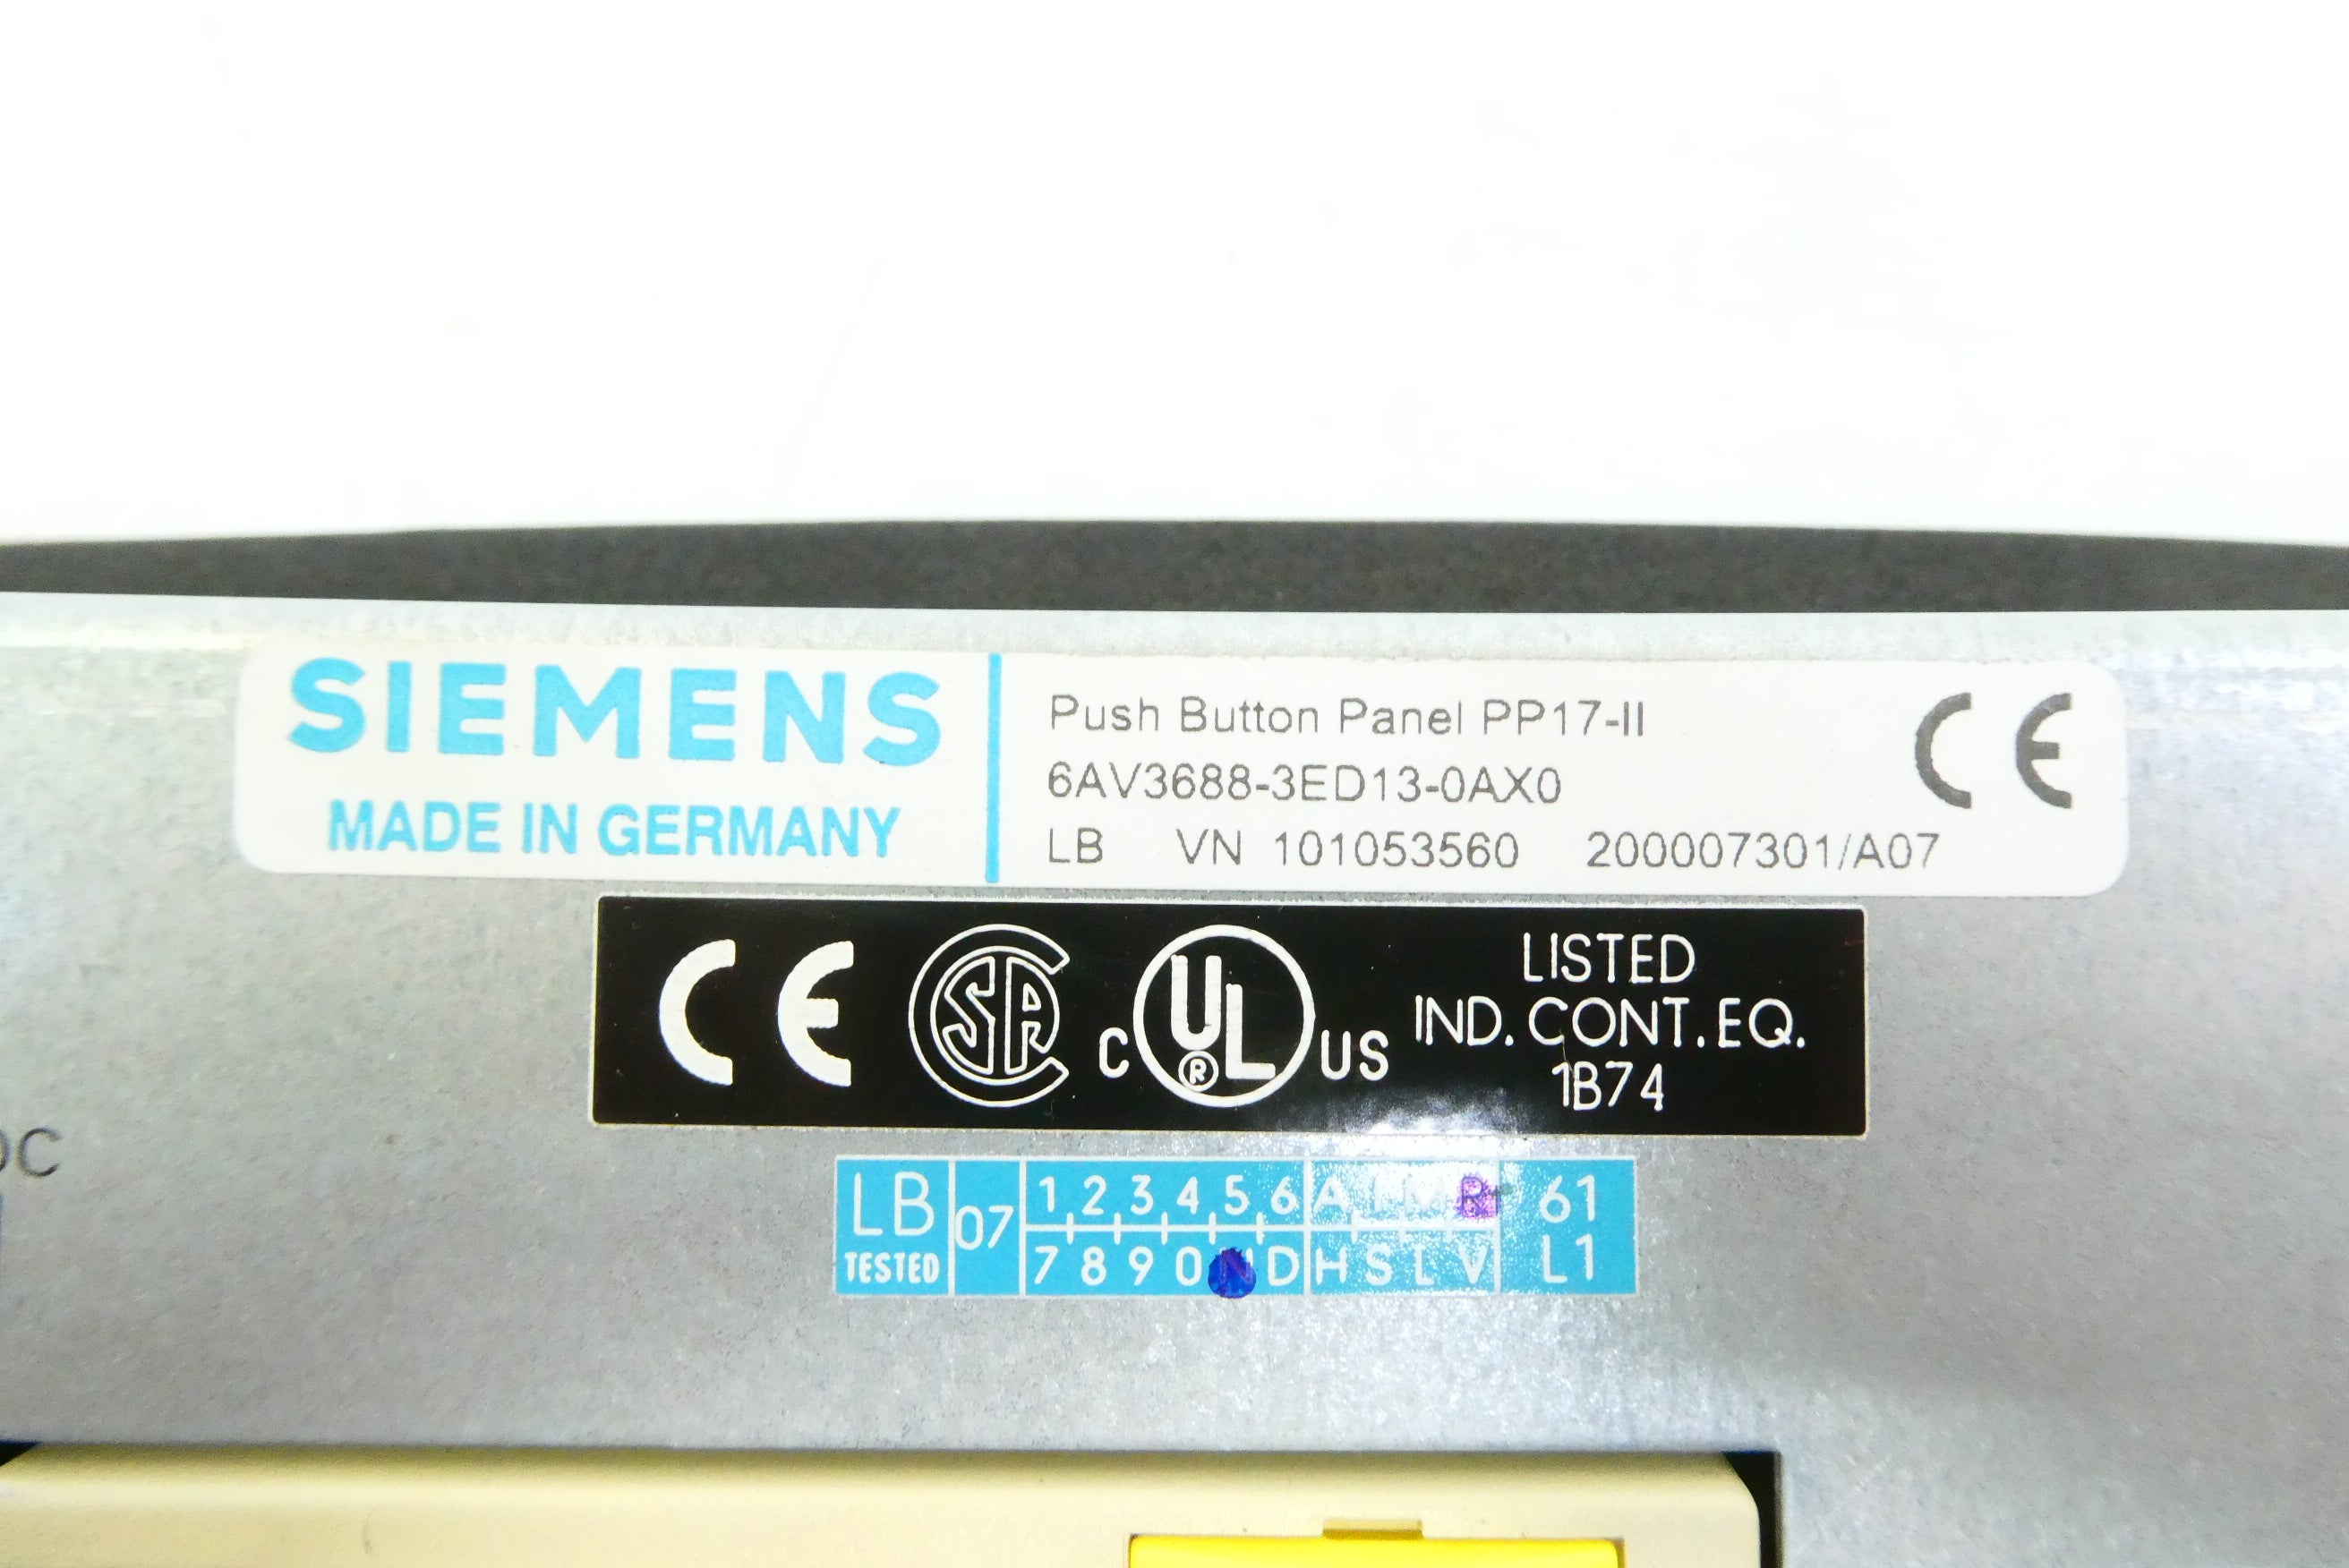 SIEMENS
MADE IN GERMANY
Push Button Panel PP17-II
6AV3688-3ED13-0AX0
LB VN 101053560 200007301/A07
CE
CE SA C UL ® US
LISTED
IND. CONT. EQ.
1B74
DC
LB
TESTED
07
1 2 3 4 5 6 A M R
7 8 9 0 N D H S L V
61
L1